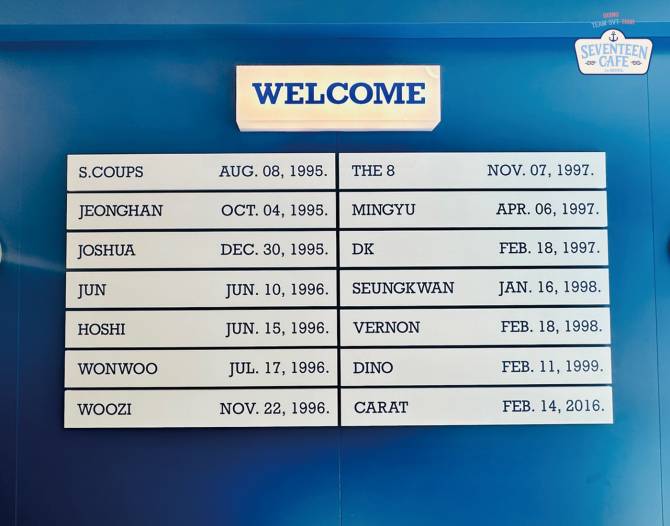 GOING
TEAM SVT
SEVENTEEN
CAFE
WELCOME
S.COUPS AUG. 08, 1995.
JEONGHAN OCT. 04, 1995.
JOSHUA DEC. 30, 1995.
JUN JUN. 10, 1996.
HOSHI JUN. 15, 1996.
WONWOO JUL. 17, 1996.
WOOZI NOV. 22, 1996.
THE 8 NOV. 07, 1997.
MINGYU APR. 06, 1997.
DK FEB. 18, 1997.
SEUNGKWAN JAN. 16, 1998.
VERNON FEB. 18, 1998.
DINO FEB. 11, 1999.
CARAT FEB. 14, 2016.